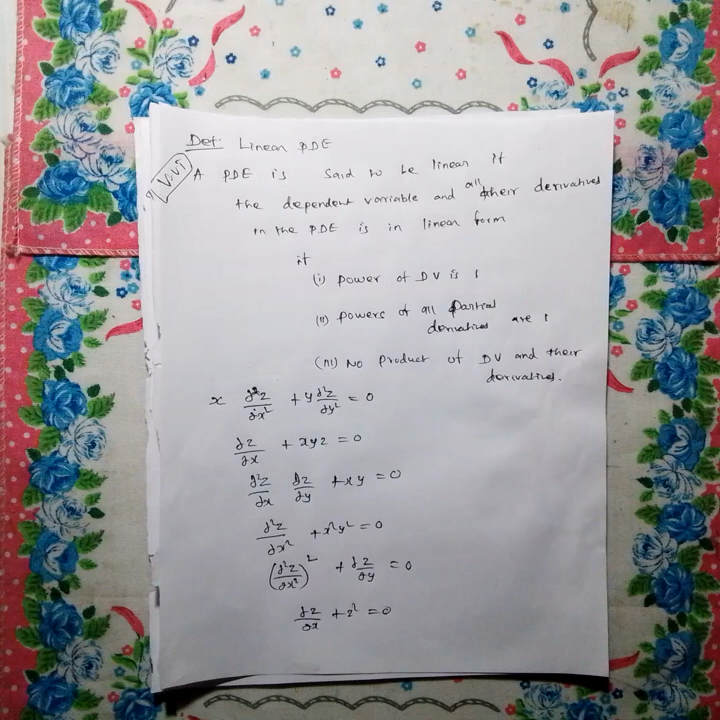 Def: Linear PDE
V.V.I
A PDE is said to be linear if
the dependent variable and all their derivatives
in the PDE is in linear form
if
(i) power of DV is 1
(ii) Powers of all Partial
derivatives are 1
(iii) No product of DV and their
derivatives.
x ∂²z/∂x² + y ∂²z/∂y² = 0
∂z/∂x + xyz = 0
∂²z/∂x ∂z/∂y + xy = 0
∂²z/∂x² + x²y² = 0
(∂²z/∂x²)² + ∂z/∂y = 0
∂z/∂x + z² = 0